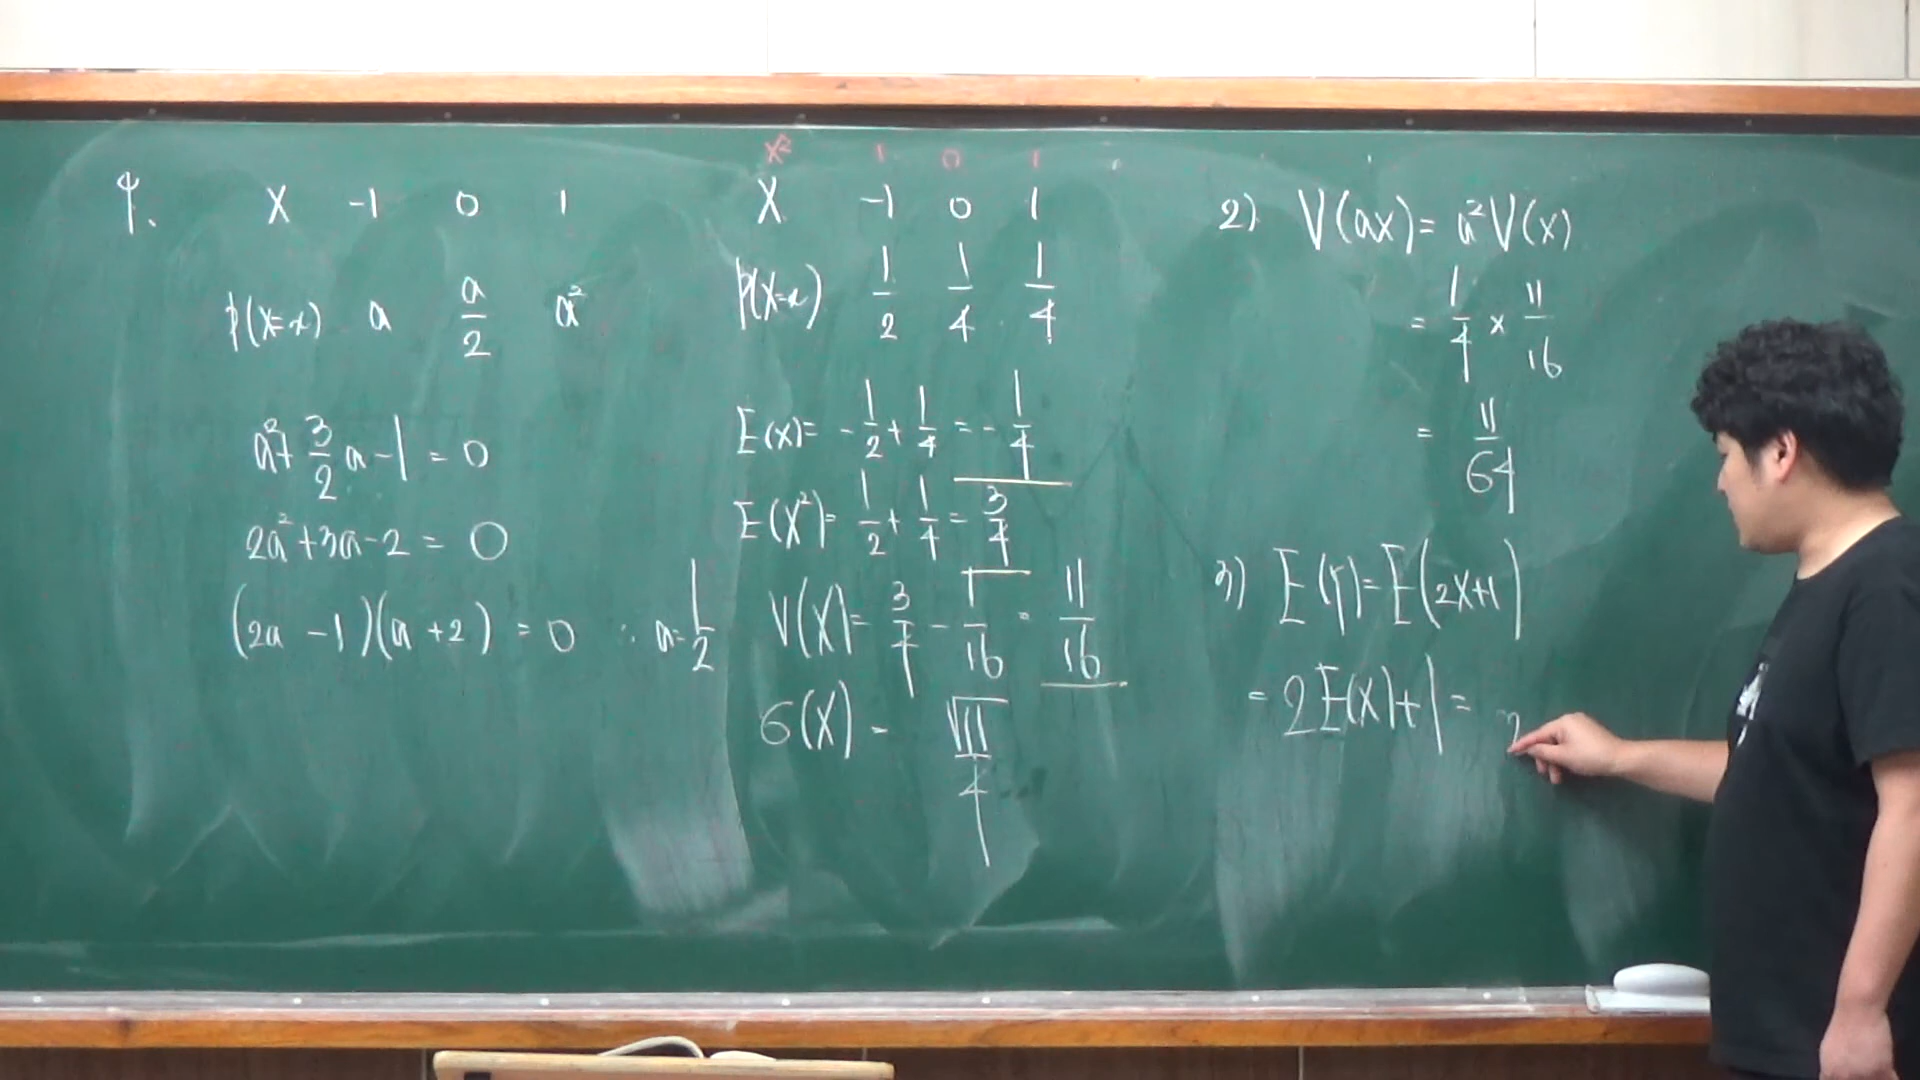 4.
X -1 0 1
P(X=x) a a/2 a²
a²+3/2a-1=0
2a²+3a-2=0
(2a-1)(a+2)=0 ∴ a=1/2
X² 1 0 1
X -1 0 1
P(X=x) 1/2 1/4 1/4
E(X)=-1/2+1/4=-1/4
E(X²)=1/2+1/4=3/4
V(X)=3/4-1/16=11/16
σ(X)=√11/4
2) V(aX)=a²V(X)
=1/4×11/16
=11/64
3) E(Y)=E(2X+1)
=2E(X)+1=